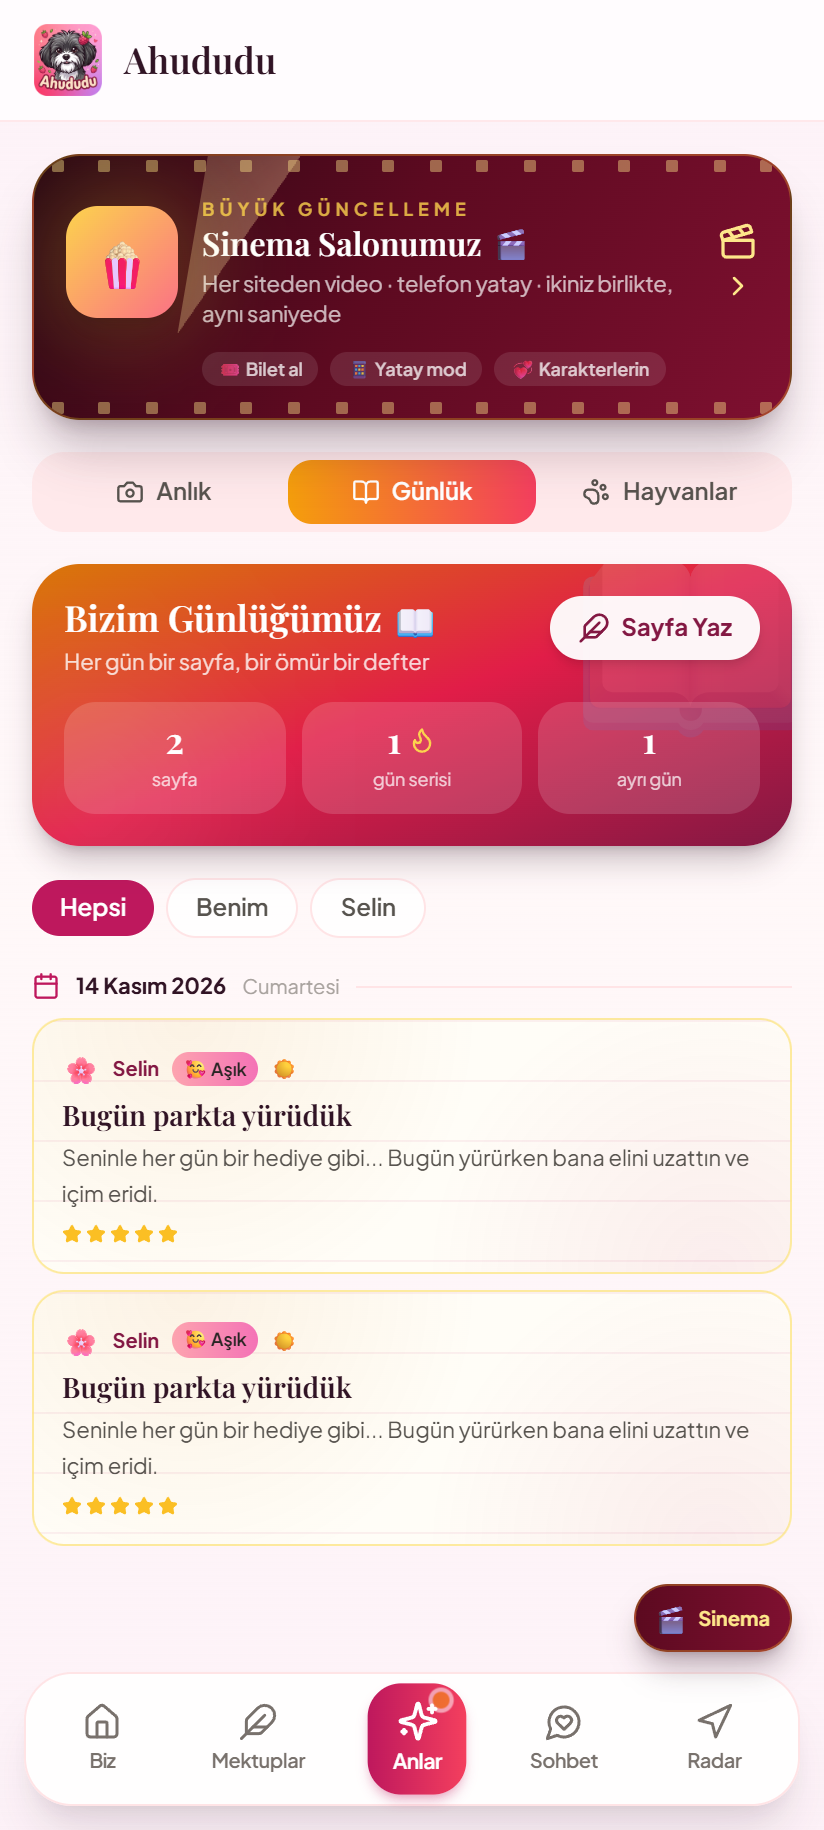 Ahududu
Ahududu
BÜYÜK GÜNCELLEME
Sinema Salonumuz 🎬
Her siteden video · telefon yatay · ikiniz birlikte,
aynı saniyede
🎟️ Bilet al
📱 Yatay mod
💞 Karakterlerin
Anlık
Günlük
Hayvanlar
Bizim Günlüğümüz 📖
Her gün bir sayfa, bir ömür bir defter
Sayfa Yaz
2
sayfa
1
gün serisi
1
ayrı gün
Hepsi
Benim
Selin
14 Kasım 2026 Cumartesi
🌸 Selin 🥰 Aşık
Bugün parkta yürüdük
Seninle her gün bir hediye gibi... Bugün yürürken bana elini uzattın ve
içim eridi.
🌸 Selin 🥰 Aşık
Bugün parkta yürüdük
Seninle her gün bir hediye gibi... Bugün yürürken bana elini uzattın ve
içim eridi.
🎬 Sinema
Biz
Mektuplar
Anlar
Sohbet
Radar